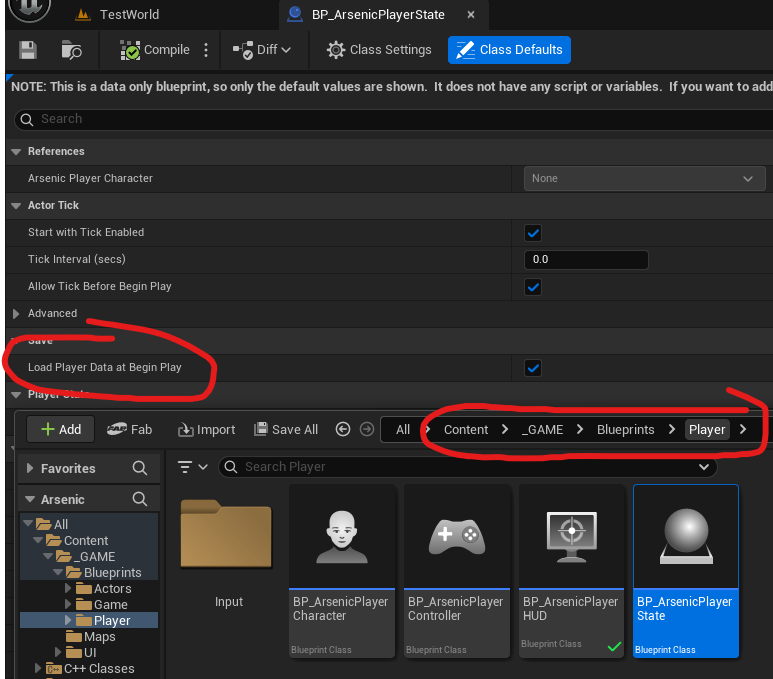 TestWorld
BP_ArsenicPlayerState
Compile
Diff
Class Settings
Class Defaults
NOTE: This is a data only blueprint, so only the default values are shown. It does not have any script or variables. If you want to add
Search
References
Arsenic Player Character
None
Actor Tick
Start with Tick Enabled
Tick Interval (secs)
0.0
Allow Tick Before Begin Play
Advanced
Save
Load Player Data at Begin Play
Player State
Add
Fab
Import
Save All
All
Content
_GAME
Blueprints
Player
Favorites
Search Player
Arsenic
All
Content
_GAME
Blueprints
Actors
Game
Player
Maps
UI
C++ Classes
Input
BP_ArsenicPlayer
Character
Blueprint Class
BP_ArsenicPlayer
Controller
Blueprint Class
BP_ArsenicPlayer
HUD
Blueprint Class
BP_ArsenicPlayer
State
Blueprint Class